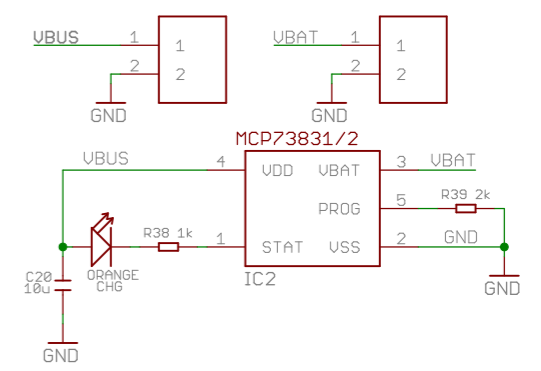 VBUS 1 1
2 2
GND
VBAT 1 1
2 2
GND
MCP73831/2
VBUS 4 VDD VBAT 3 VBAT
PROG 5 R39 2k
R38 1k 1 STAT VSS 2 GND
ORANGE
CHG
C20
10u
IC2
GND
GND